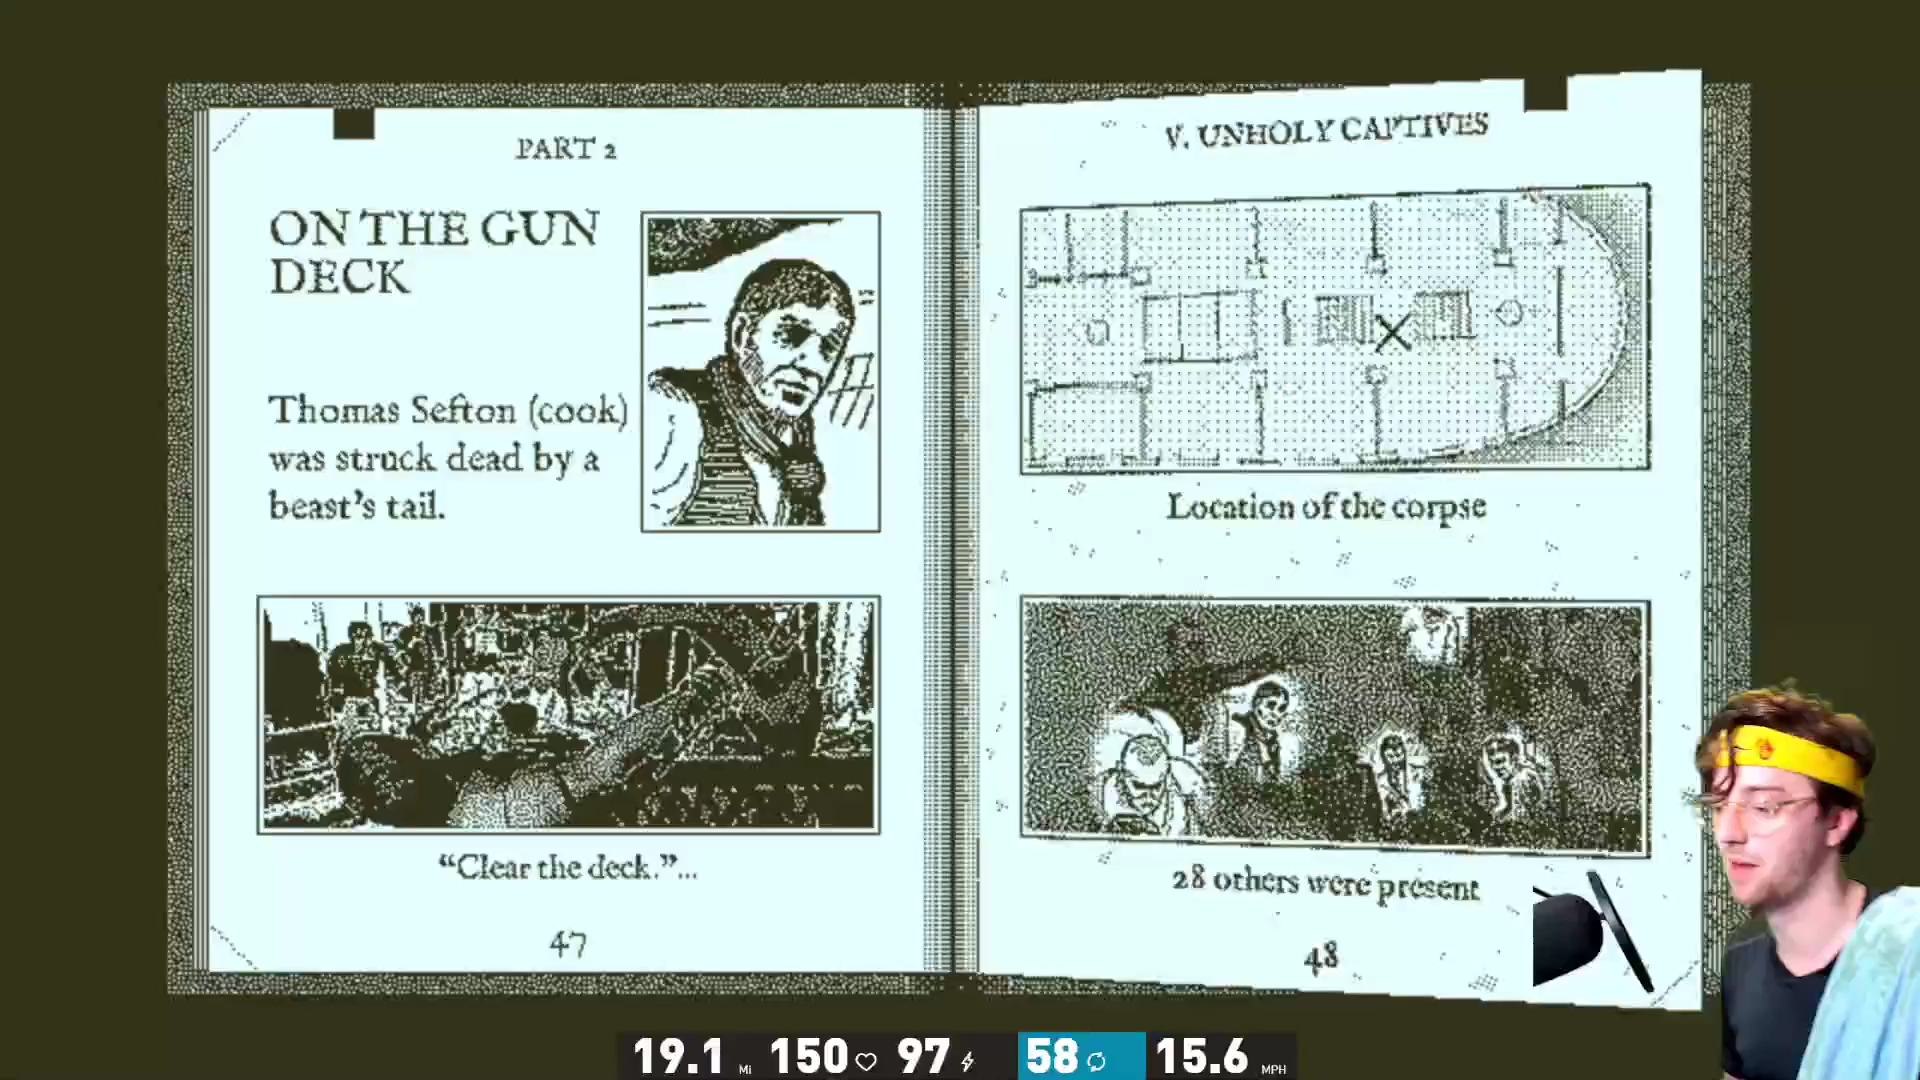 PART 2
ON THE GUN
DECK
Thomas Sefton (cook)
was struck dead by a
beast's tail.
"Clear the deck."...
47
V. UNHOLY CAPTIVES
Location of the corpse
28 others were present
48
19.1 MI 150 97 58 15.6 MPH